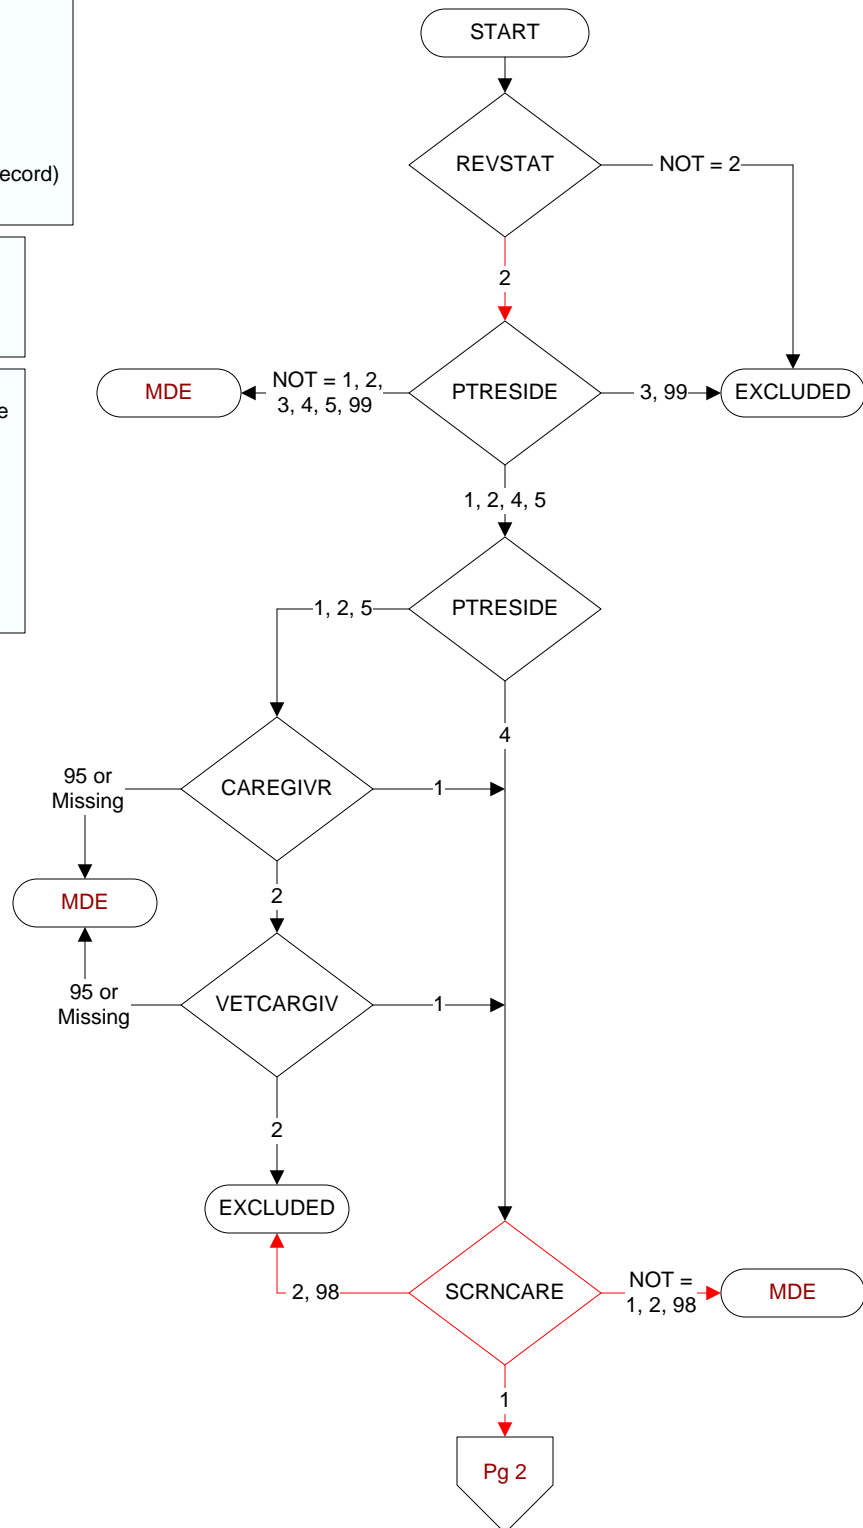 START
ecord)
REVSTAT
NOT = 2
2
e
MDE
NOT = 1, 2,
3, 4, 5, 99
PTRESIDE
3, 99
EXCLUDED
1, 2, 4, 5
1, 2, 5
PTRESIDE
4
95 or
Missing
CAREGIVR
1
MDE
2
95 or
Missing
VETCARGIV
1
2
EXCLUDED
2, 98
SCRNCARE
NOT =
1, 2, 98
MDE
1
Pg 2